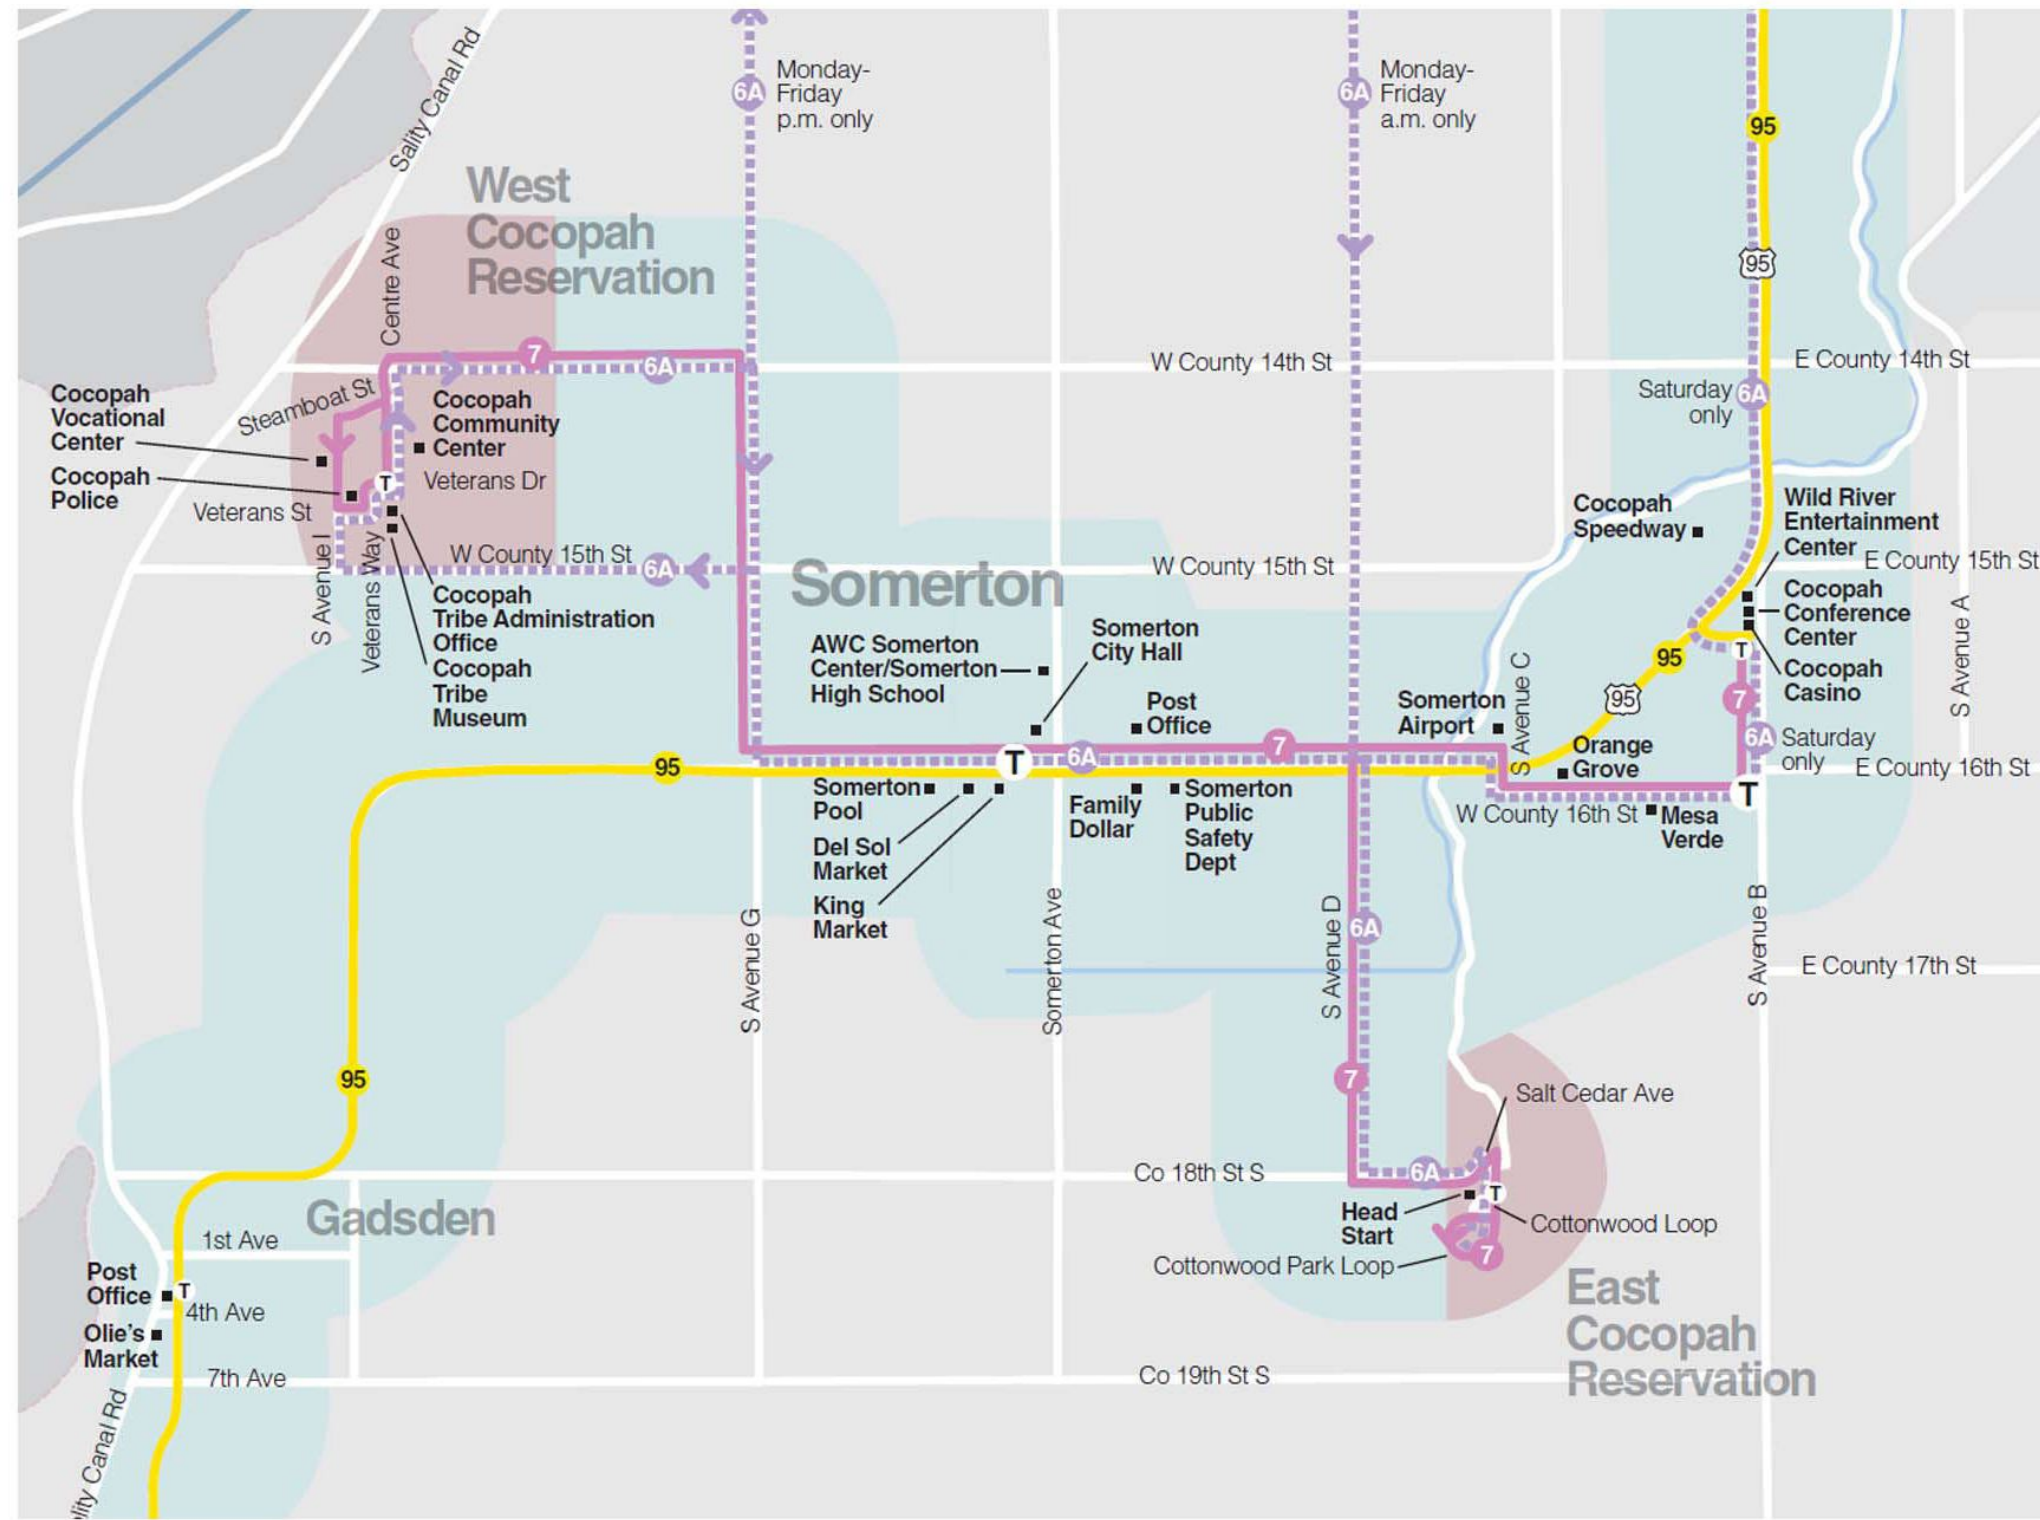 Sality Canal Rd
6A
Monday-
Friday
p.m. only
6A
Monday-
Friday
a.m. only
95
95
West
Cocopah
Reservation
Centre Ave
7
6A
W County 14th St
E County 14th St
Saturday
only
6A
Cocopah
Vocational
Center
Steamboat St
Cocopah
Community
Center
Cocopah
Police
T
Veterans Dr
Veterans St
S Avenue I
Veterans Way
W County 15th St
6A
Cocopah
Tribe Administration
Office
Cocopah
Tribe
Museum
Somerton
W County 15th St
Cocopah
Speedway
Wild River
Entertainment
Center
E County 15th St
Cocopah
Conference
Center
Cocopah
Casino
T
7
6A
Saturday
only
S Avenue A
E County 16th St
T
AWC Somerton
Center/Somerton
High School
Somerton
City Hall
Post
Office
7
Somerton
Airport
S Avenue C
95
95
Orange
Grove
W County 16th St
Mesa
Verde
95
T
6A
Somerton
Pool
Del Sol
Market
King
Market
Family
Dollar
Somerton
Public
Safety
Dept
S Avenue G
Somerton Ave
S Avenue D
6A
S Avenue B
E County 17th St
95
7
Salt Cedar Ave
Co 18th St S
6A
T
Head
Start
Cottonwood Loop
7
Cottonwood Park Loop
East
Cocopah
Reservation
Gadsden
1st Ave
Post
Office
T
4th Ave
Olie's
Market
7th Ave
Co 19th St S
ality Canal Rd